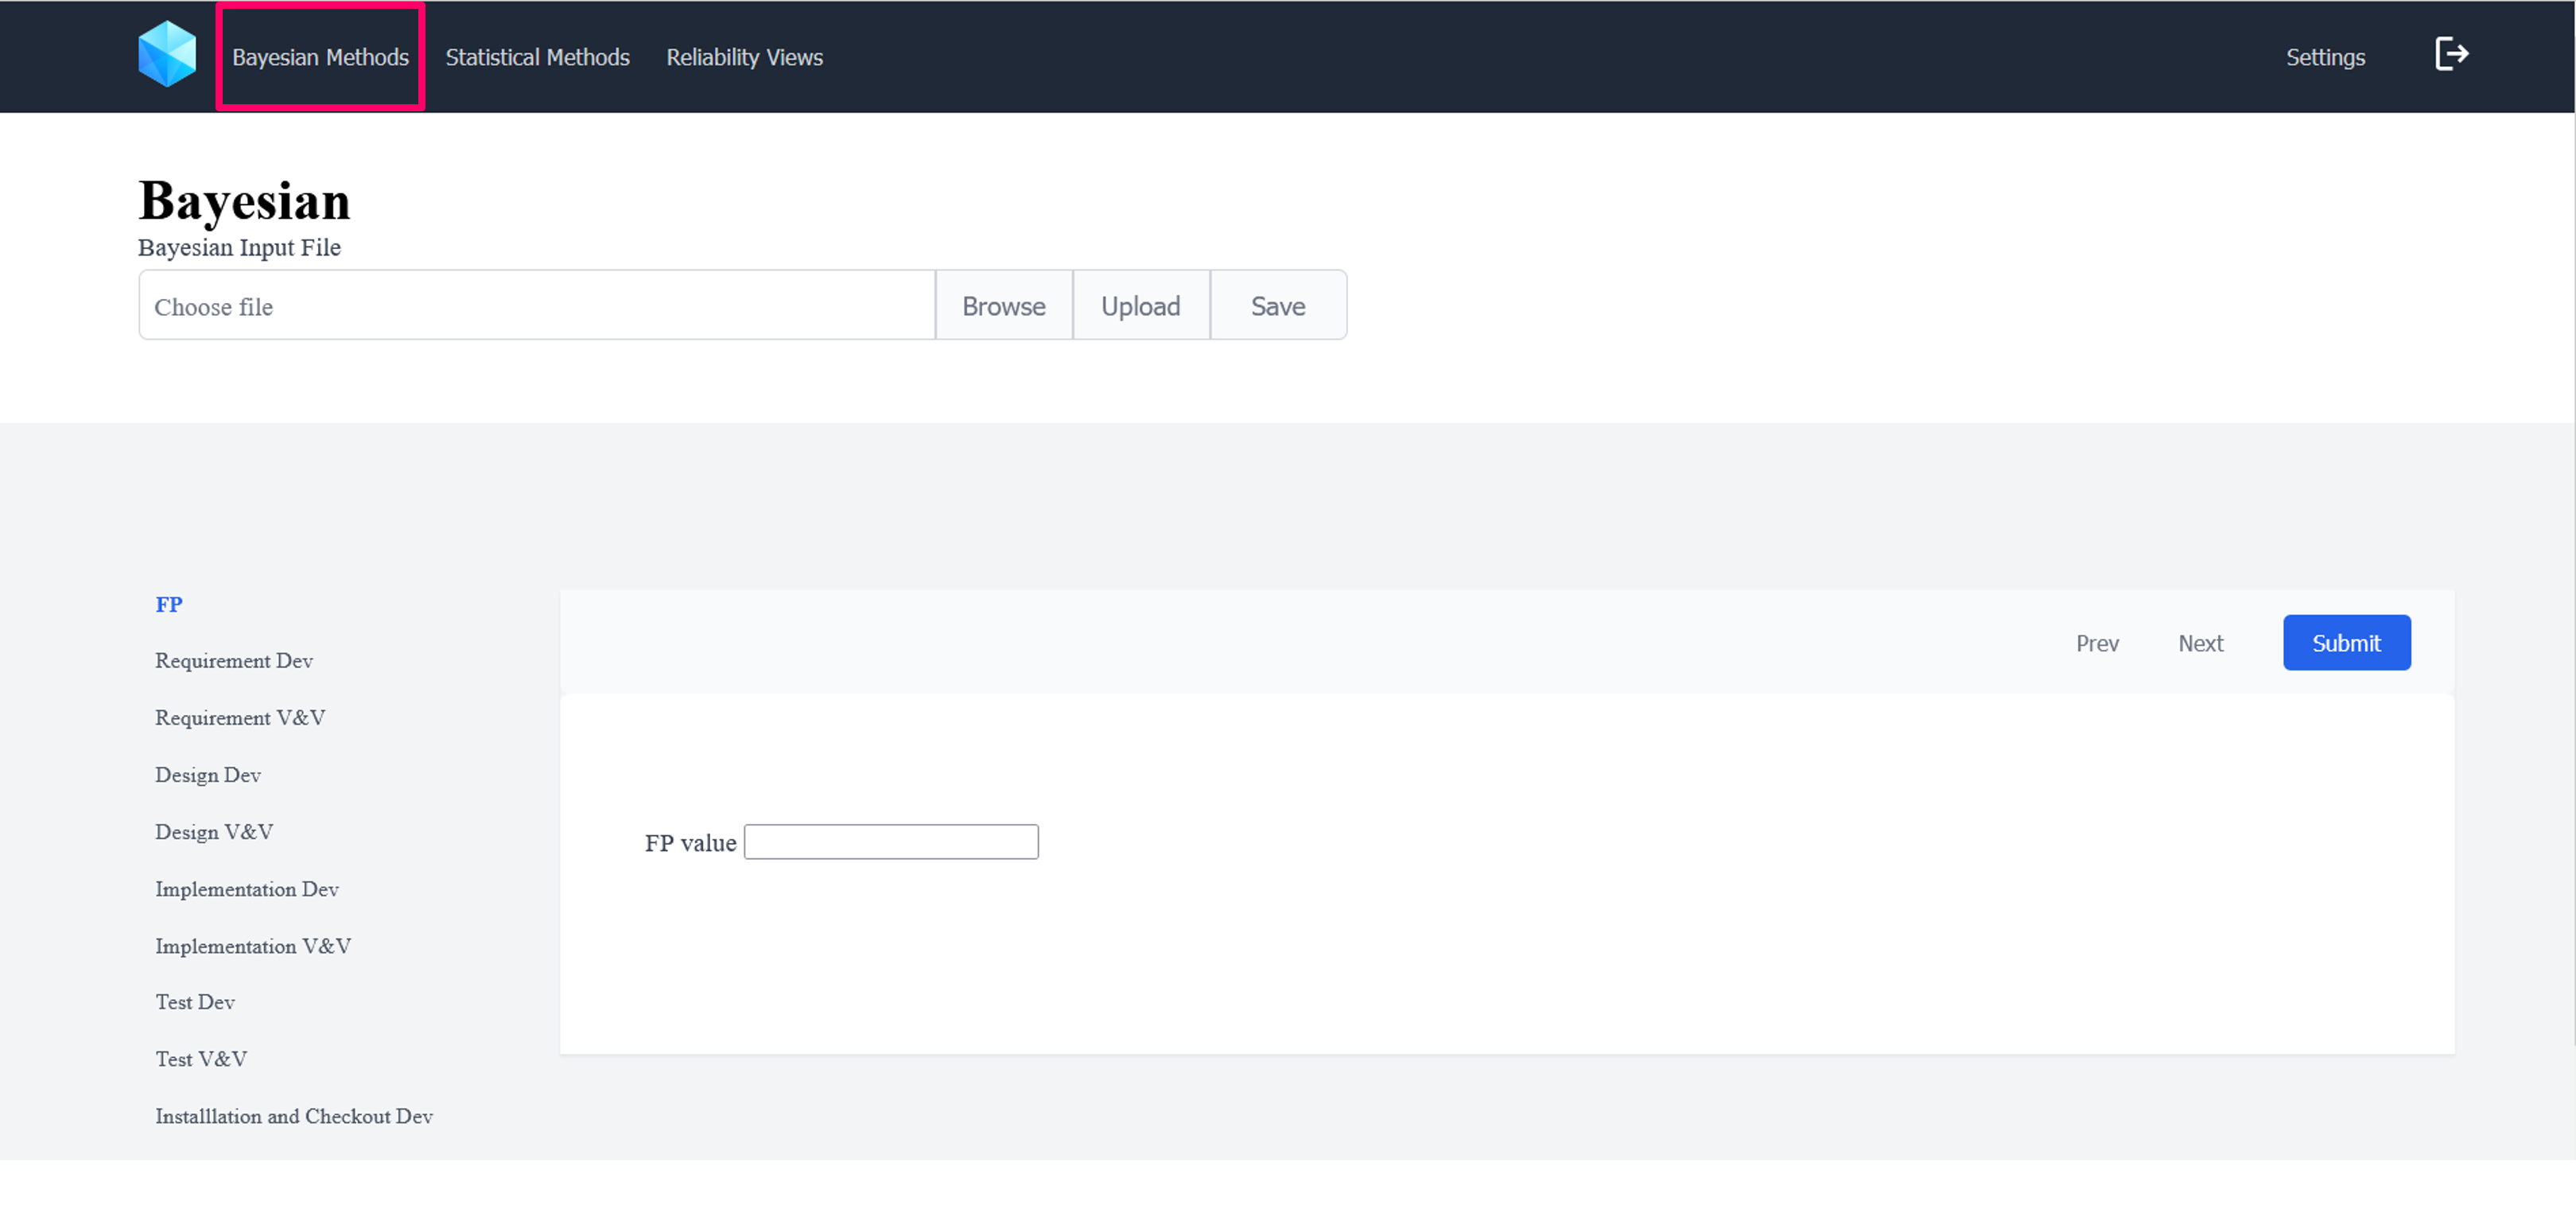 Bayesian Methods Statistical Methods Reliability Views Settings
Bayesian
Bayesian Input File
Choose file Browse Upload Save
FP
Prev Next Submit
Requirement Dev
Requirement V&V
Design Dev
Design V&V
FP value
Implementation Dev
Implementation V&V
Test Dev
Test V&V
Installlation and Checkout Dev